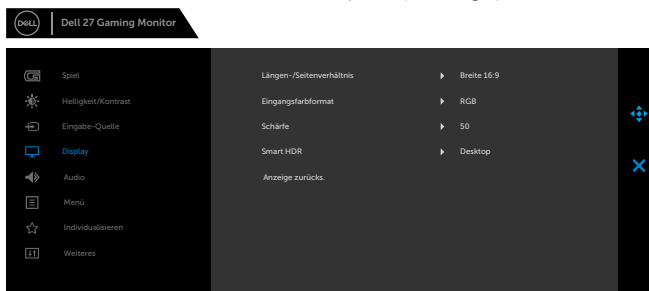 DELL Dell 27 Gaming Monitor
Spiel Längen-/Seitenverhältnis Breite 16:9
Helligkeit/Kontrast Eingangsfarbformat RGB
Eingabe-Quelle Schärfe 50
Display Smart HDR Desktop
Audio Anzeige zurücks.
Menü
Individualisieren
Weiteres